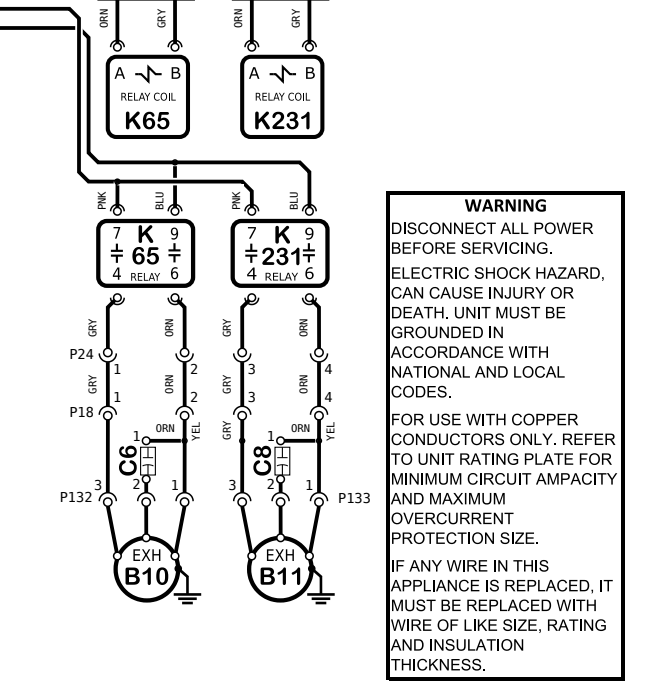 ORN GRY ORN GRY
A B A B
RELAY COIL RELAY COIL
K65 K231
PNK BLU PNK BLU
7 K 9 7 K 9
65 231
4 RELAY 6 4 RELAY 6
GRY ORN GRY ORN
P24
1 2 3 4
GRY ORN GRY ORN
1 2 3 4
P18
ORN YEL GRY ORN YEL
1 1
C6 C8
P132 3 2 1 3 2 1 P133
EXH EXH
B10 B11
WARNING
DISCONNECT ALL POWER
BEFORE SERVICING.
ELECTRIC SHOCK HAZARD,
CAN CAUSE INJURY OR
DEATH. UNIT MUST BE
GROUNDED IN
ACCORDANCE WITH
NATIONAL AND LOCAL
CODES.
FOR USE WITH COPPER
CONDUCTORS ONLY. REFER
TO UNIT RATING PLATE FOR
MINIMUM CIRCUIT AMPACITY
AND MAXIMUM
OVERCURRENT
PROTECTION SIZE.
IF ANY WIRE IN THIS
APPLIANCE IS REPLACED, IT
MUST BE REPLACED WITH
WIRE OF LIKE SIZE, RATING
AND INSULATION
THICKNESS.